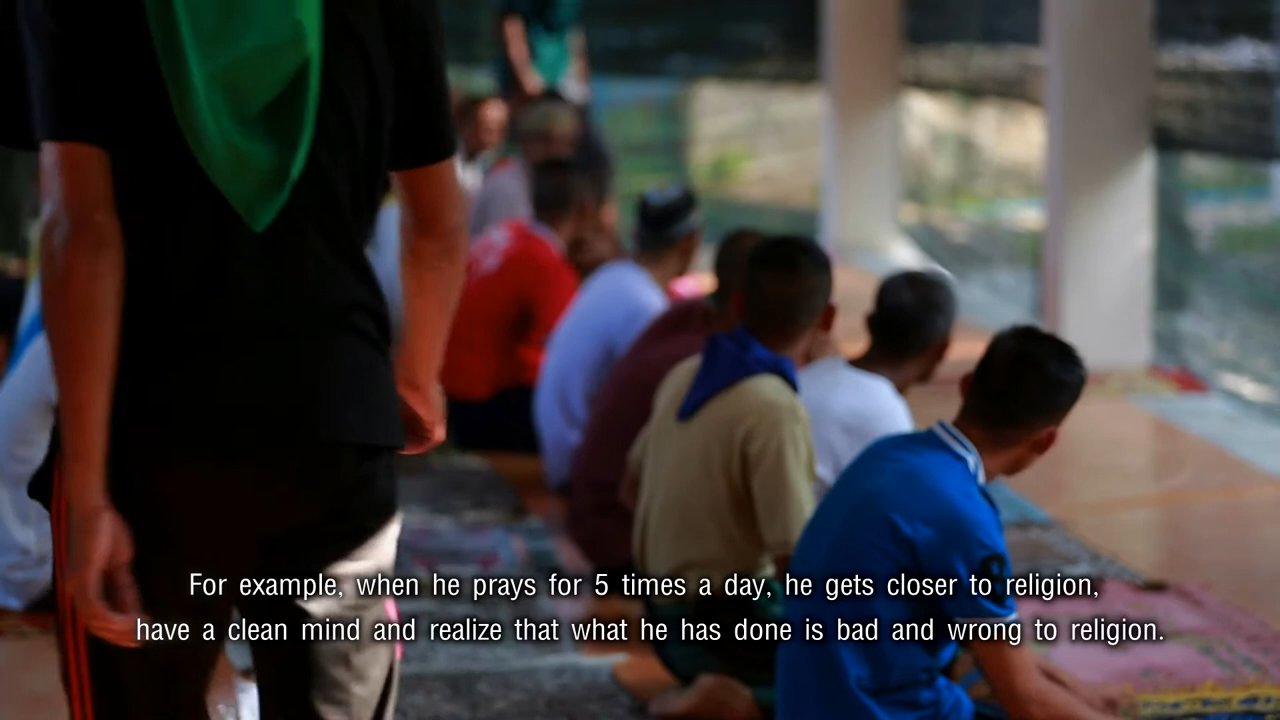 For example, when he prays for 5 times a day, he gets closer to religion,
have a clean mind and realize that what he has done is bad and wrong to religion.